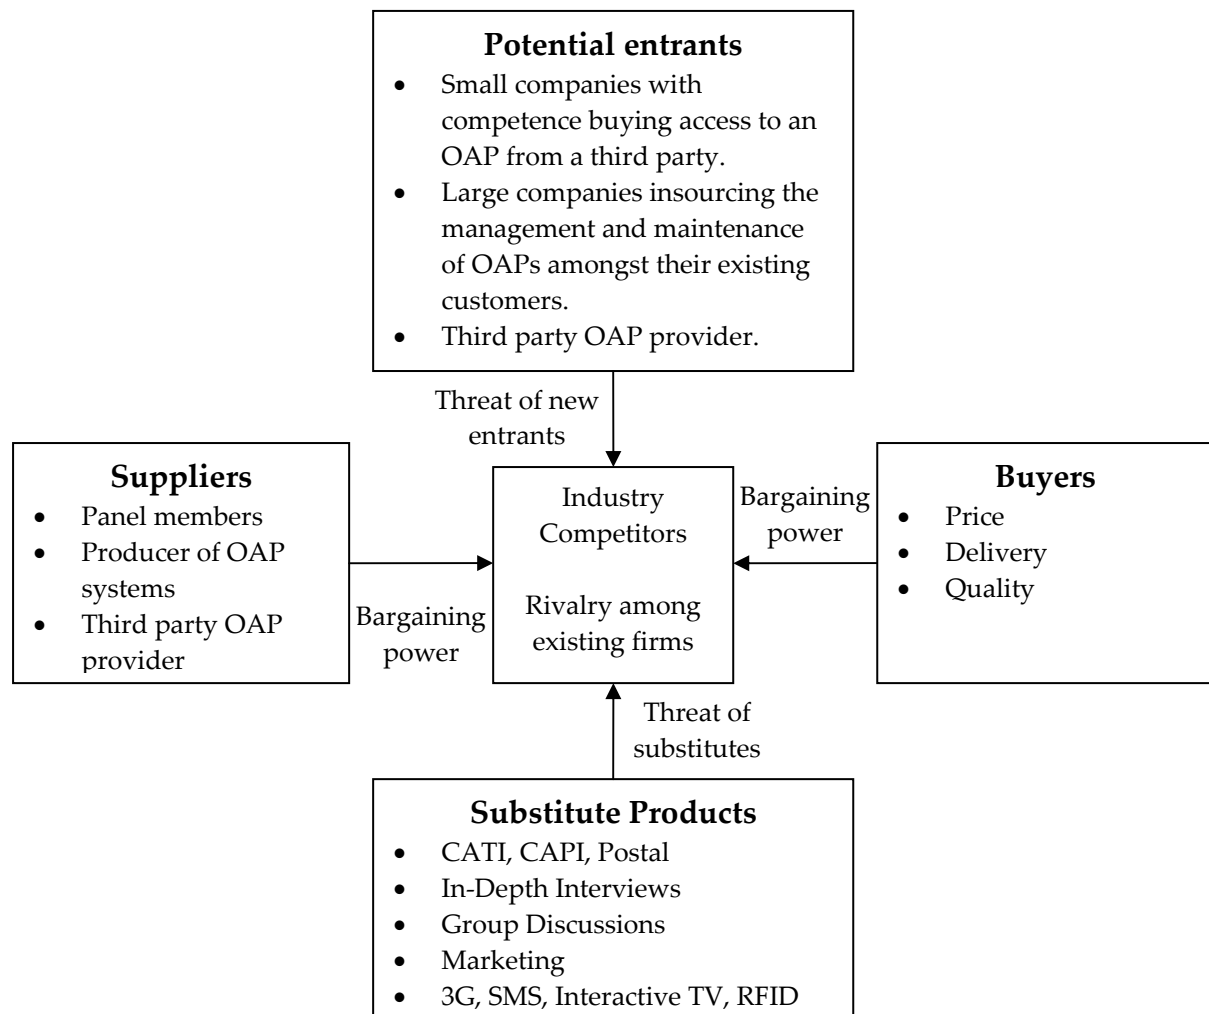 Potential entrants
• Small companies with
competence buying access to an
OAP from a third party.
• Large companies insourcing the
management and maintenance
of OAPs amongst their existing
customers.
• Third party OAP provider.
Threat of new
entrants
Suppliers
• Panel members
• Producer of OAP
systems
• Third party OAP
provider
Bargaining
power
Industry
Competitors
Rivalry among
existing firms
Bargaining
power
Buyers
• Price
• Delivery
• Quality
Threat of
substitutes
Substitute Products
• CATI, CAPI, Postal
• In-Depth Interviews
• Group Discussions
• Marketing
• 3G, SMS, Interactive TV, RFID